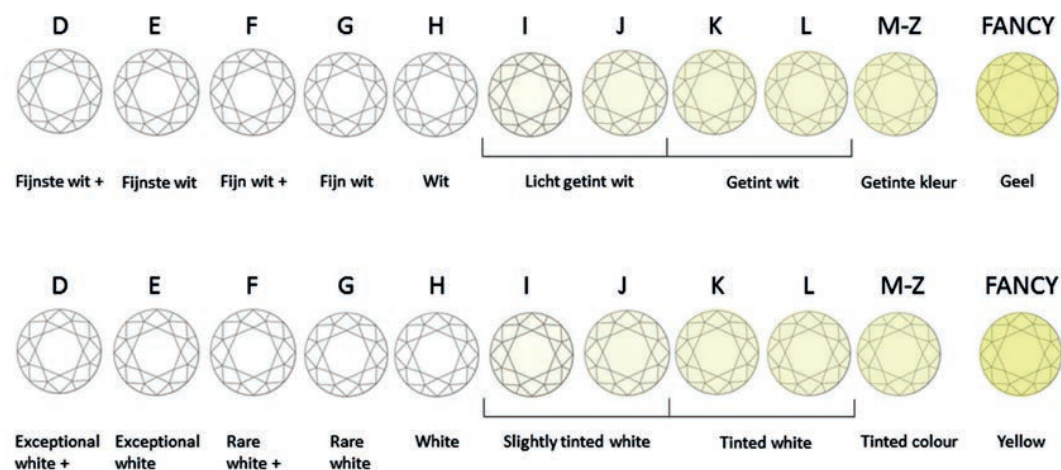 D E F G H I J K L M-Z FANCY
Fijnste wit + Fijnste wit Fijn wit + Fijn wit Wit Licht getint wit Getint wit Getinte kleur Geel
D E F G H I J K L M-Z FANCY
Exceptional Exceptional Rare Rare White Slightly tinted white Tinted white Tinted colour Yellow
white + white white + white